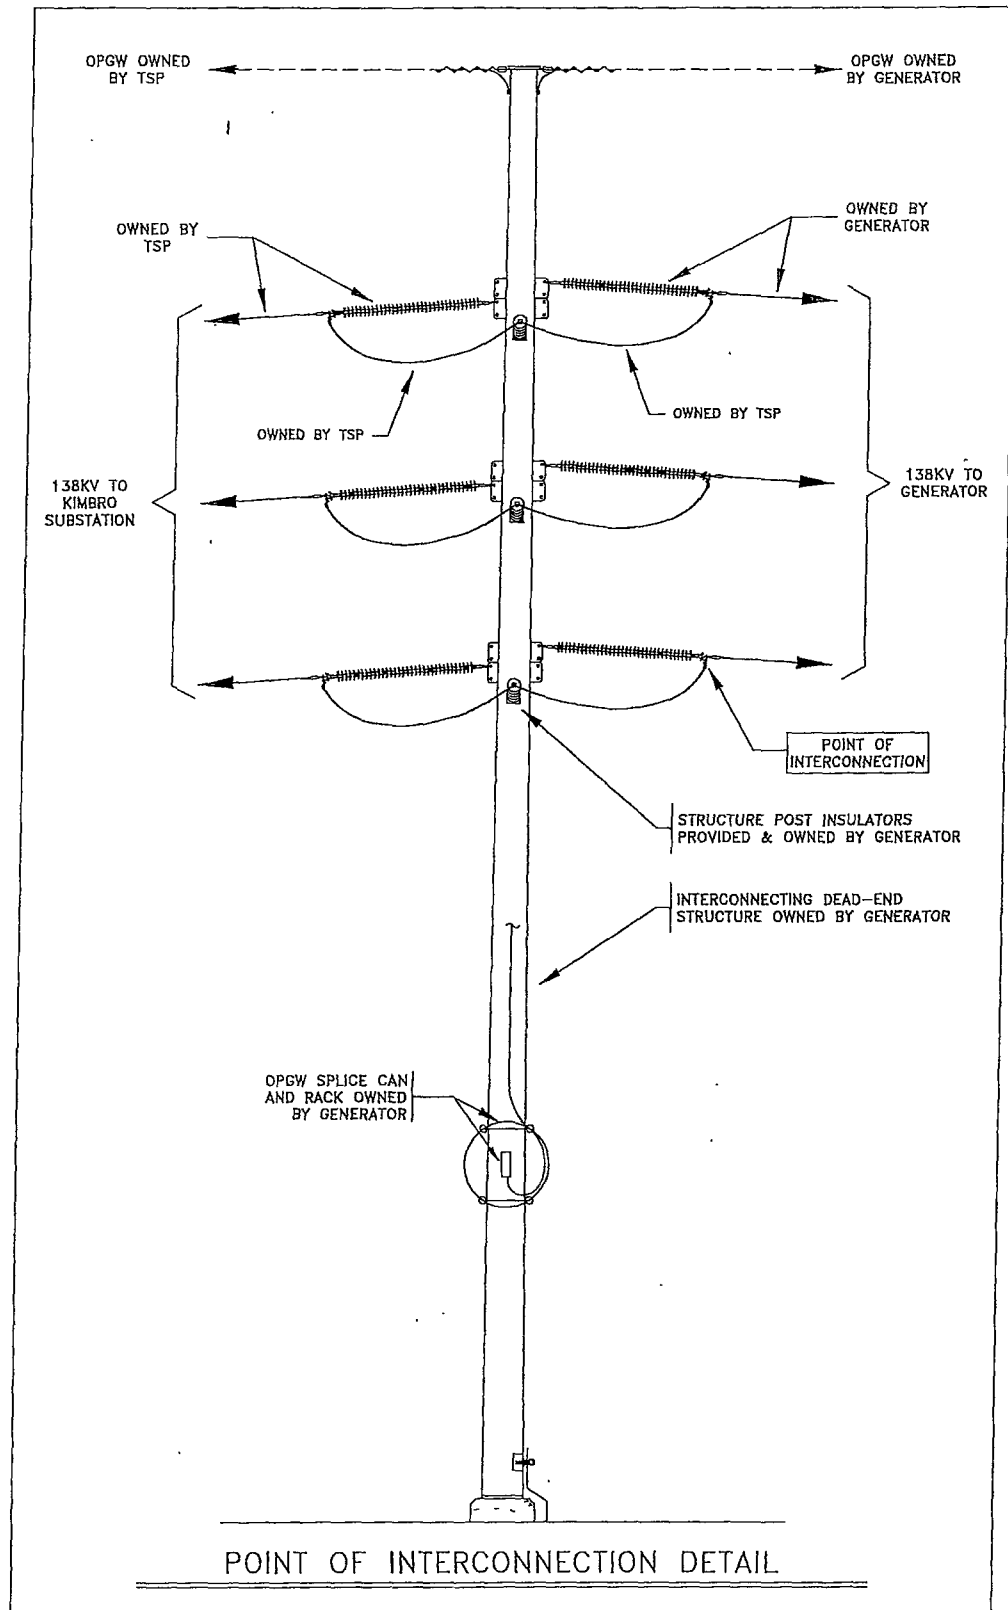 OPGW OWNED
BY TSP
OPGW OWNED
BY GENERATOR
OWNED BY
TSP
OWNED BY
GENERATOR
OWNED BY TSP
OWNED BY TSP
138KV TO
KIMBRO
SUBSTATION
138KV TO
GENERATOR
POINT OF
INTERCONNECTION
STRUCTURE POST INSULATORS
PROVIDED & OWNED BY GENERATOR
INTERCONNECTING DEAD-END
STRUCTURE OWNED BY GENERATOR
OPGW SPLICE CAN
AND RACK OWNED
BY GENERATOR
POINT OF INTERCONNECTION DETAIL